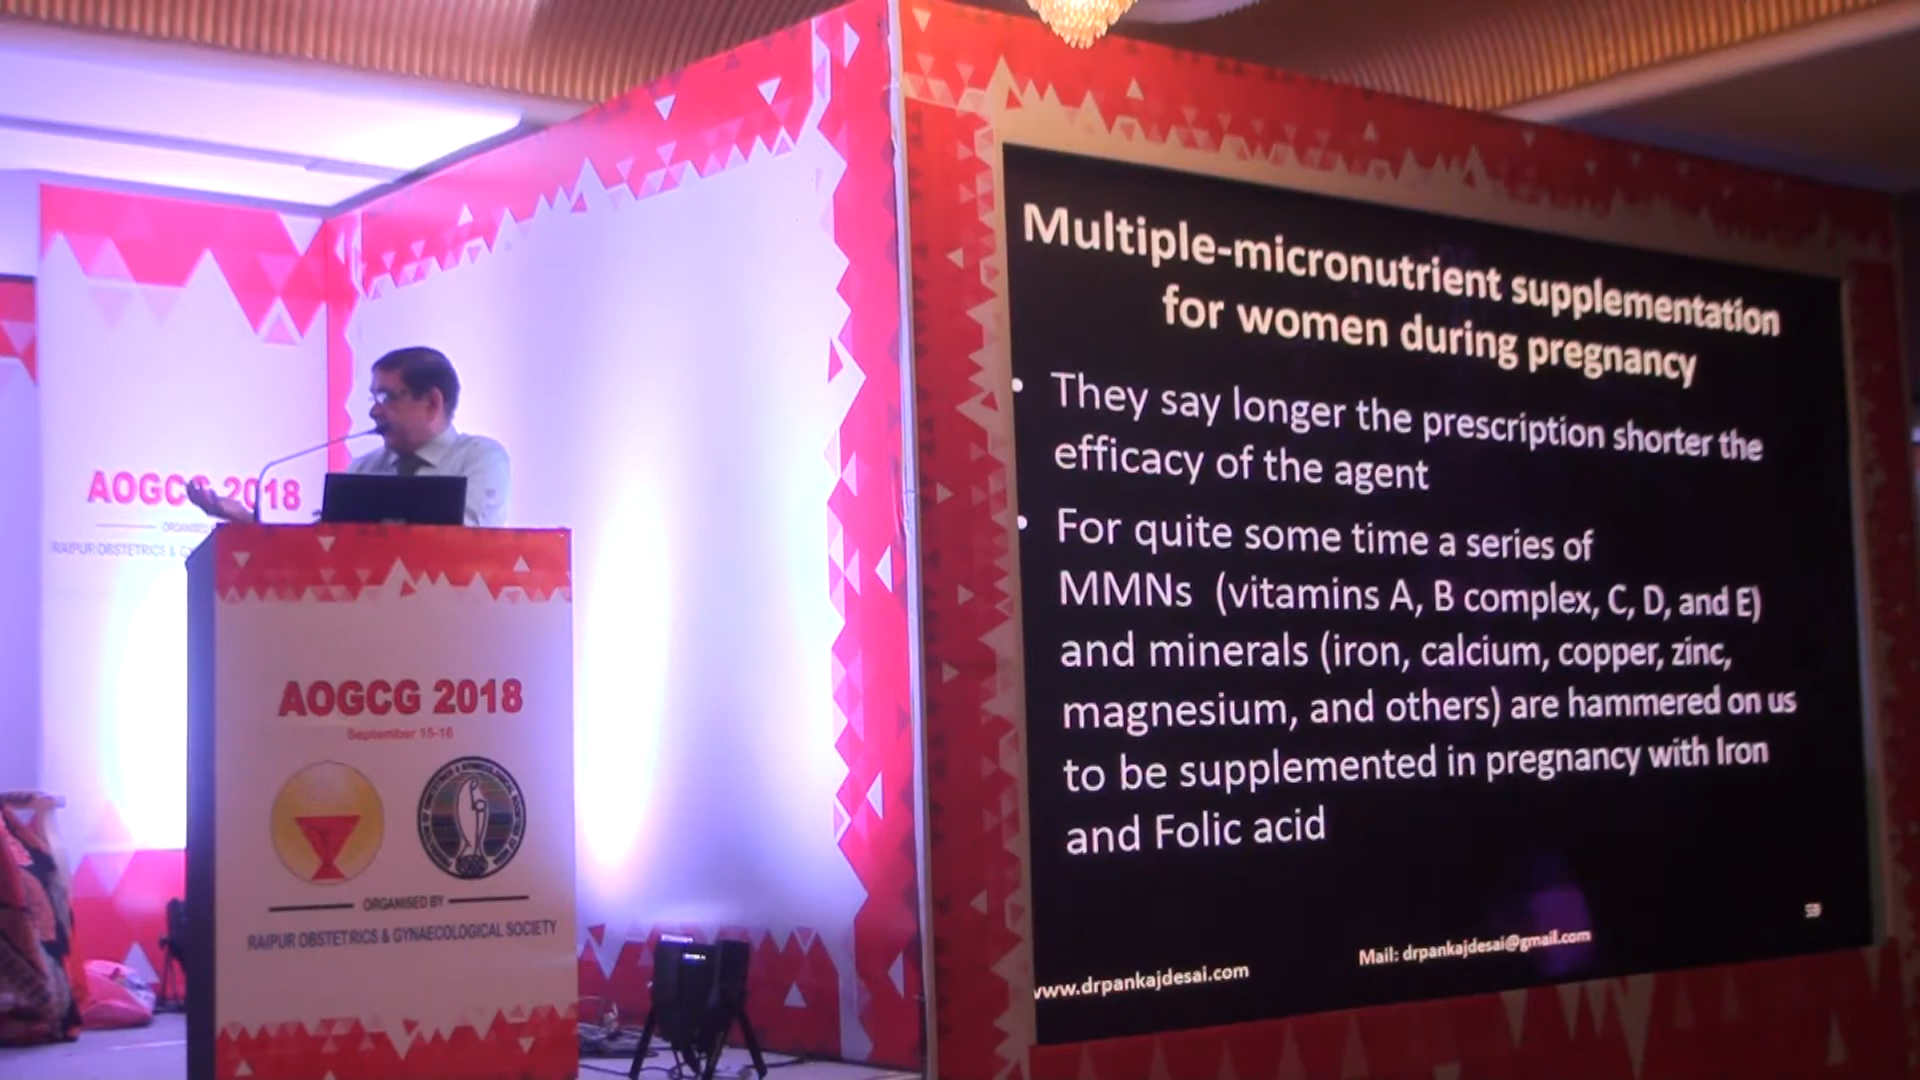 AOGCG 2018
RAIPUR OBSTETRICS &
AOGCG 2018
September 15-16
ORGANISED BY
RAIPUR OBSTETRICS & GYNAECOLOGICAL SOCIETY
Multiple-micronutrient supplementation
for women during pregnancy
• They say longer the prescription shorter the
efficacy of the agent
• For quite some time a series of
MMNs (vitamins A, B complex, C, D, and E)
and minerals (iron, calcium, copper, zinc,
magnesium, and others) are hammered on us
to be supplemented in pregnancy with Iron
and Folic acid
www.drpankajdesai.com
Mail: drpankajdesai@gmail.com